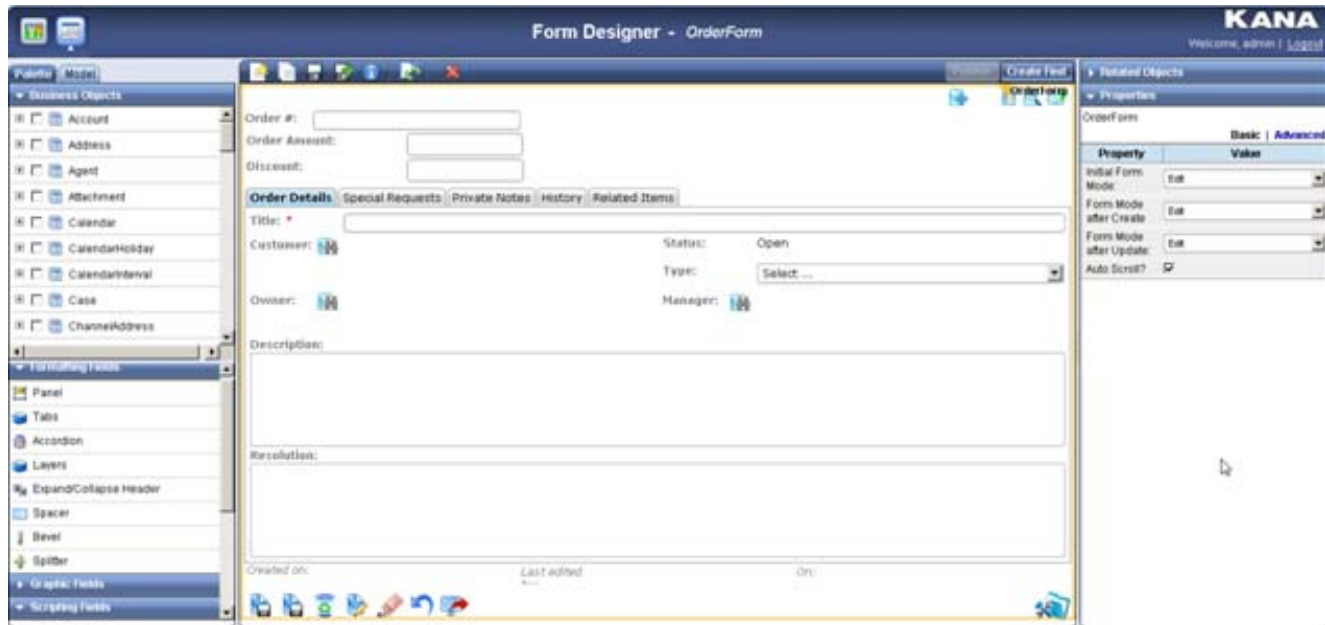 Form Designer - OrderForm
KANA
Welcome, admin | Logout
Palette Model
Business Objects
Account
Address
Agent
Attachment
Calendar
CalendarHoliday
CalendarInterval
Case
ChannelAddress
Formatting Fields
Panel
Tabs
Accordion
Layers
Expand/Collapse Header
Spacer
Bevel
Splitter
Graphic Fields
Scripting Fields
Create Find
OrderForm
Order #:
Order Amount:
Discount:
Order Details Special Requests Private Notes History Related Items
Title: *
Customer: Status: Open
Type: Select ...
Owner: Manager:
Description:
Resolution:
Created on: Last edited On:
Related Objects
Properties
OrderForm
Basic | Advanced
Property Value
Initial Form Mode: Edit
Form Mode after Create Edit
Form Mode after Update: Edit
Auto Scroll?